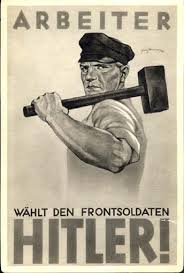 ARBEITER
WÄHLT DEN FRONTSOLDATEN
HITLER!